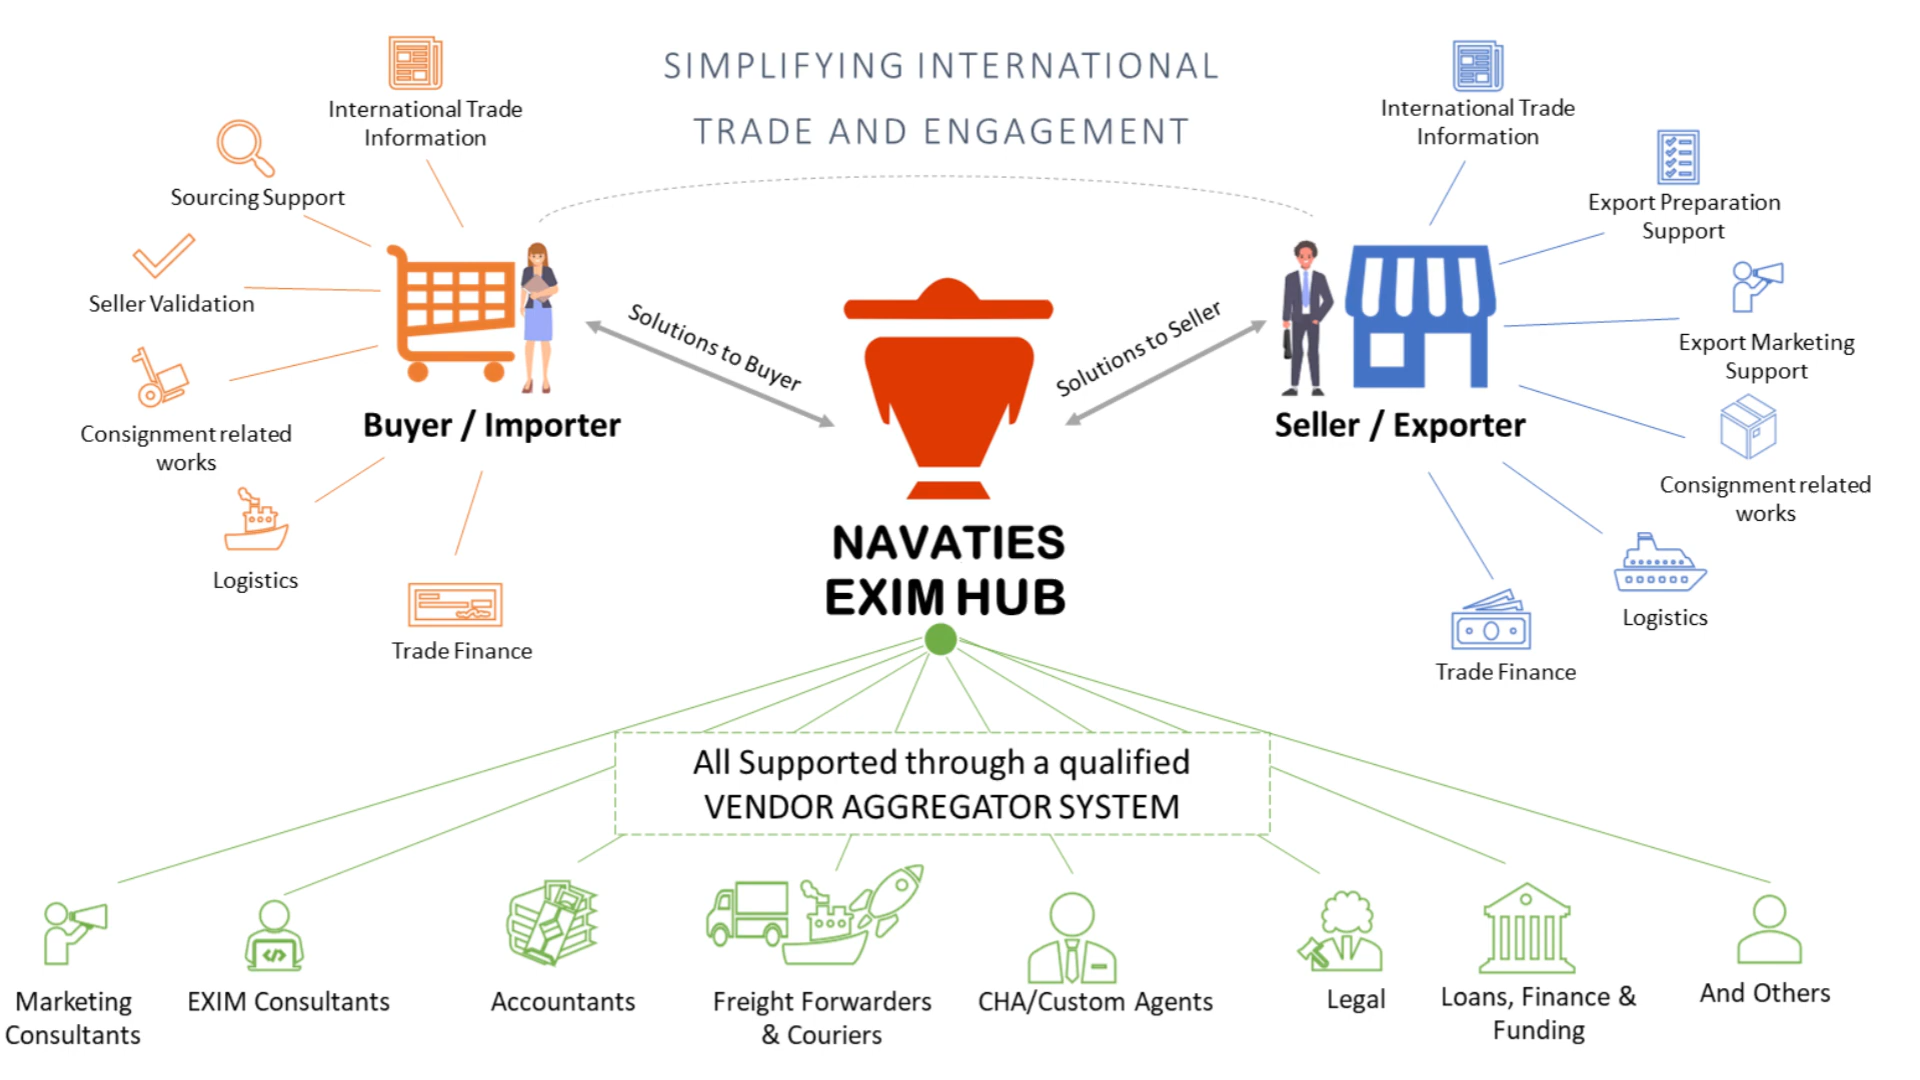 SIMPLIFYING INTERNATIONAL
TRADE AND ENGAGEMENT
International Trade
Information
Sourcing Support
Seller Validation
Consignment related
works
Logistics
Trade Finance
Buyer / Importer
Solutions to Buyer
Solutions to Seller
Seller / Exporter
International Trade
Information
Export Preparation
Support
Export Marketing
Support
Consignment related
works
Logistics
Trade Finance
NAVATIES
EXIM HUB
All Supported through a qualified
VENDOR AGGREGATOR SYSTEM
Marketing
Consultants
EXIM Consultants
Accountants
Freight Forwarders
& Couriers
CHA/Custom Agents
Legal
Loans, Finance &
Funding
And Others